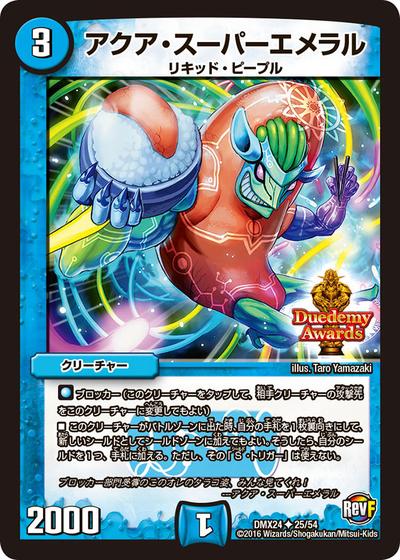 3
アクア・スーパーエメラル
リキッド・ピープル
Duedemy
Awards
illus. Taro Yamazaki
クリーチャー
ブロッカー（このクリーチャーをタップして、相手クリーチャーの攻撃先
をこのクリーチャーに変更してもよい）
■ このクリーチャーがバトルゾーンに出た時、自分の手札を1枚裏向きにして、
新しいシールドとしてシールドゾーンに加えてもよい。そうしたら、自分のシー
ルドを1つ、手札に加える。ただし、その「S・トリガー」は使えない。
ブロッカー部門受賞のこのオレのイクラっ姿、みんな見てくれ!
---アクア・スーパーエメラル
2000
1
RevF
DMX24 25/54
©2016 Wizards/Shogakukan/Mitsui-Kids